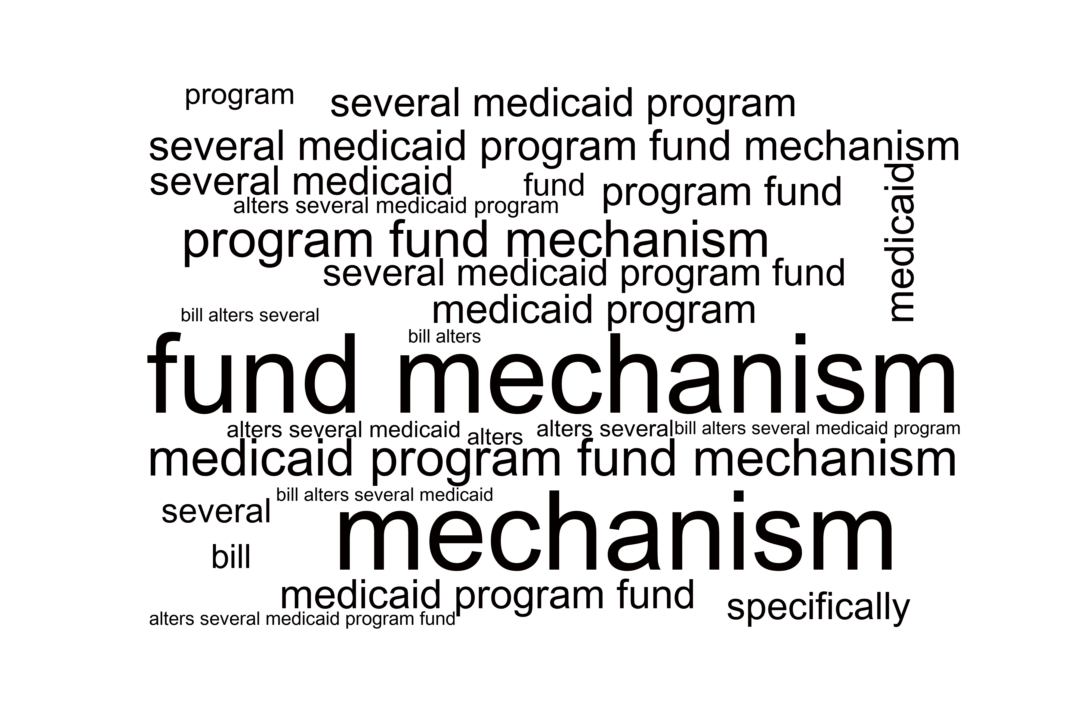 program
several medicaid program
several medicaid program fund mechanism
several medicaid
fund
program fund
medicaid
alters several medicaid program
program fund mechanism
several medicaid program fund
medicaid program
bill alters several
bill alters
fund mechanism
alters several medicaid
alters
alters several
bill alters several medicaid program
medicaid program fund mechanism
bill alters several medicaid
several
mechanism
bill
medicaid program fund
specifically
alters several medicaid program fund